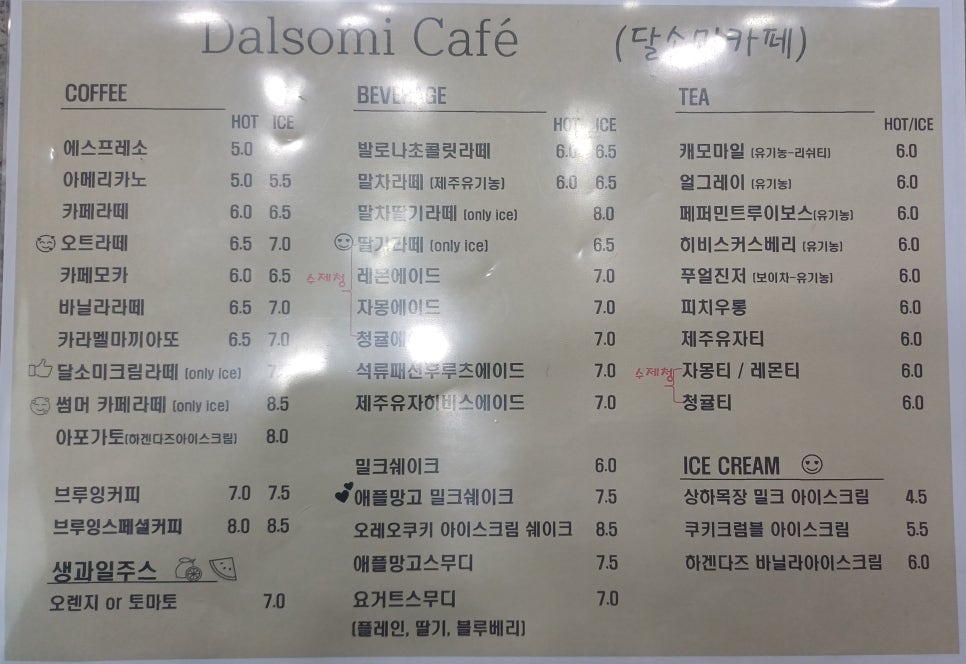 Dalsomi Café (달소미카페)
COFFEE
HOT ICE
에스프레소 5.0
아메리카노 5.0 5.5
카페라떼 6.0 6.5
오트라떼 6.5 7.0
카페모카 6.0 6.5
바닐라라떼 6.5 7.0
카라멜마끼아또 6.5 7.0
달소미크림라떼 (only ice)
썸머 카페라떼 (only ice) 8.5
아포가토(하겐다즈아이스크림) 8.0
브루잉커피 7.0 7.5
브루잉스페셜커피 8.0 8.5
생과일주스
오렌지 or 토마토 7.0
BEVERAGE
HOT ICE
발로나초콜릿라떼 6.0 6.5
말차라떼 (제주유기농) 6.0 6.5
말차딸기라떼 (only ice) 8.0
딸기라떼 (only ice) 6.5
수제청
레몬에이드 7.0
자몽에이드 7.0
7.0
석류패션후루츠에이드 7.0
제주유자히비스에이드 7.0
밀크쉐이크 6.0
애플망고 밀크쉐이크 7.5
오레오쿠키 아이스크림 쉐이크 8.5
애플망고스무디 7.5
요거트스무디 7.0
(플레인, 딸기, 블루베리)
TEA
HOT/ICE
캐모마일 (유기농-리쉬티) 6.0
얼그레이 (유기농) 6.0
페퍼민트루이보스(유기농) 6.0
히비스커스베리 (유기농) 6.0
푸얼진저 (보이차-유기농) 6.0
피치우롱 6.0
제주유자티 6.0
수제청
자몽티 / 레몬티 6.0
청귤티 6.0
ICE CREAM
상하목장 밀크 아이스크림 4.5
쿠키크럼블 아이스크림 5.5
하겐다즈 바닐라아이스크림 6.0